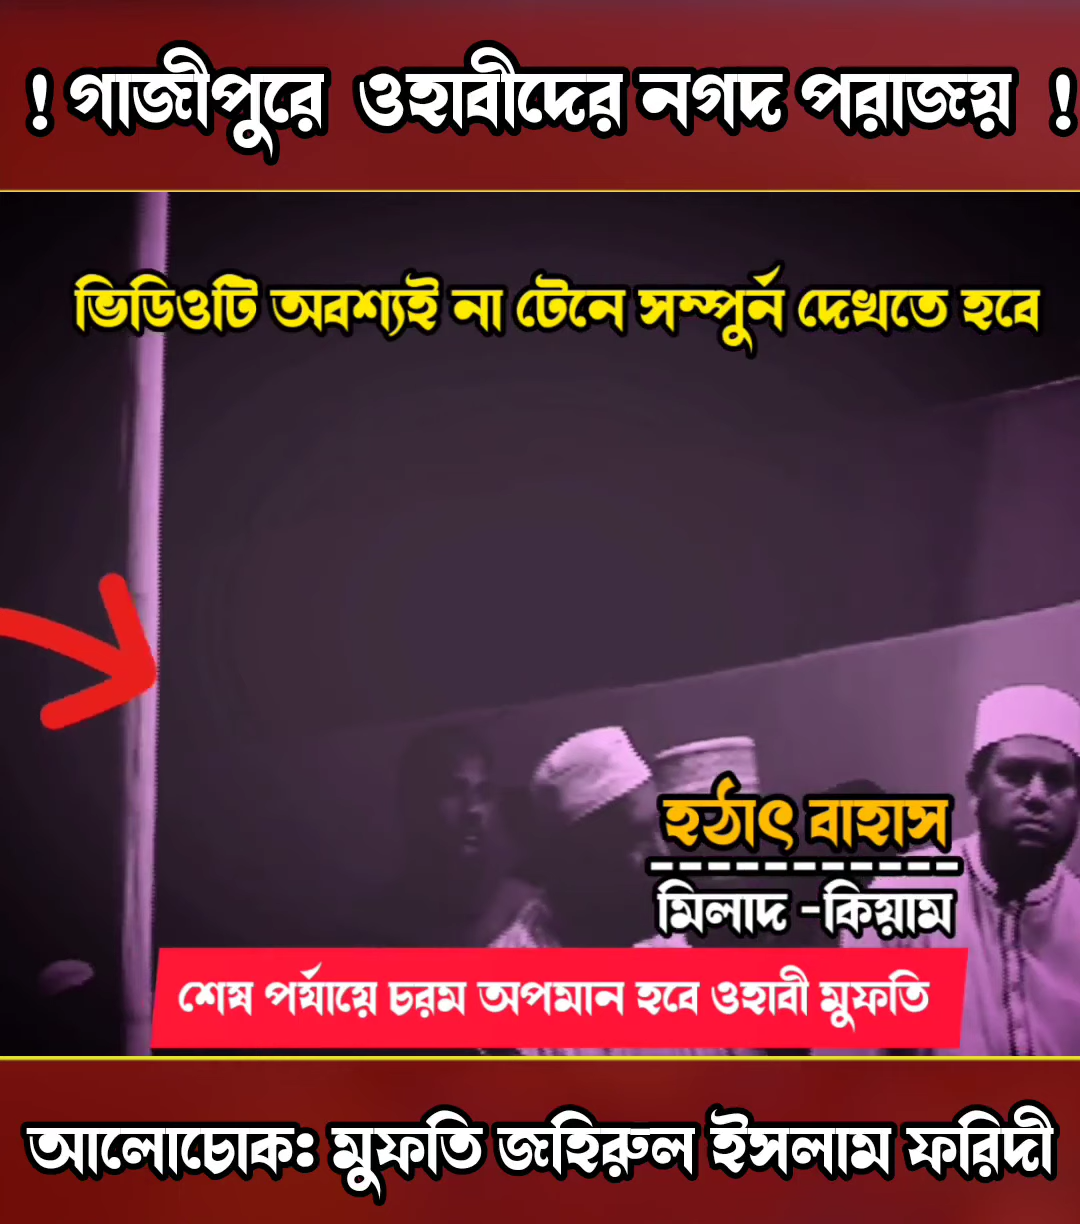 ! গাজীপুরে ওহাবীদের নগদ পরাজয় !
ভিডিওটি অবশ্যই না টেনে সম্পুর্ন দেখতে হবে
হঠাৎ বাহাস
মিলাদ -কিয়াম
শেষ পর্যায়ে চরম অপমান হবে ওহাবী মুফতি
আলোচোক: মুফতি জহিরুল ইসলাম ফরিদী